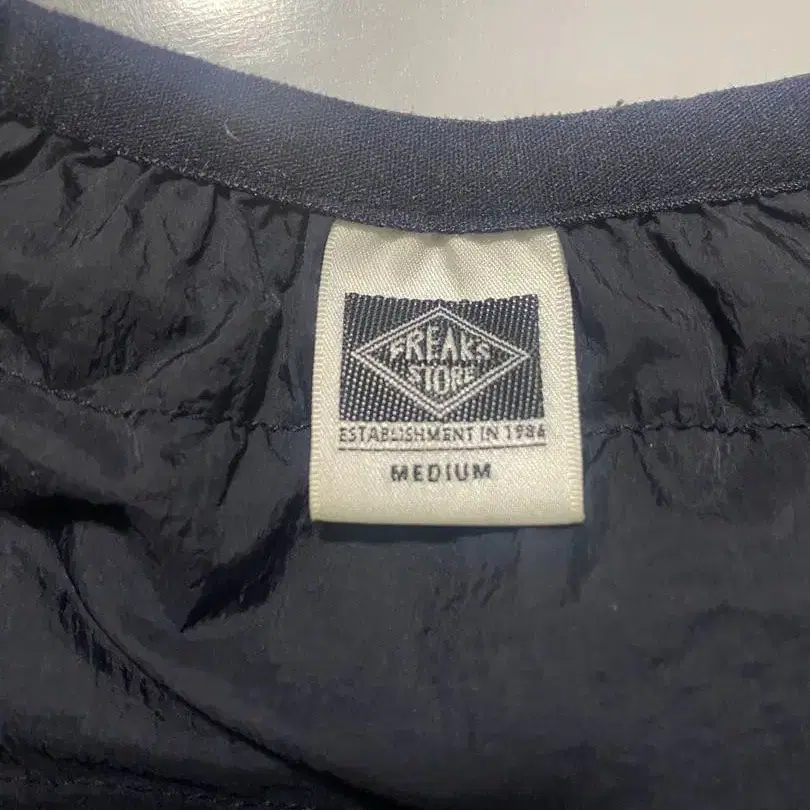 FREAKS
STORE
ESTABLISHMENT IN 1986
MEDIUM